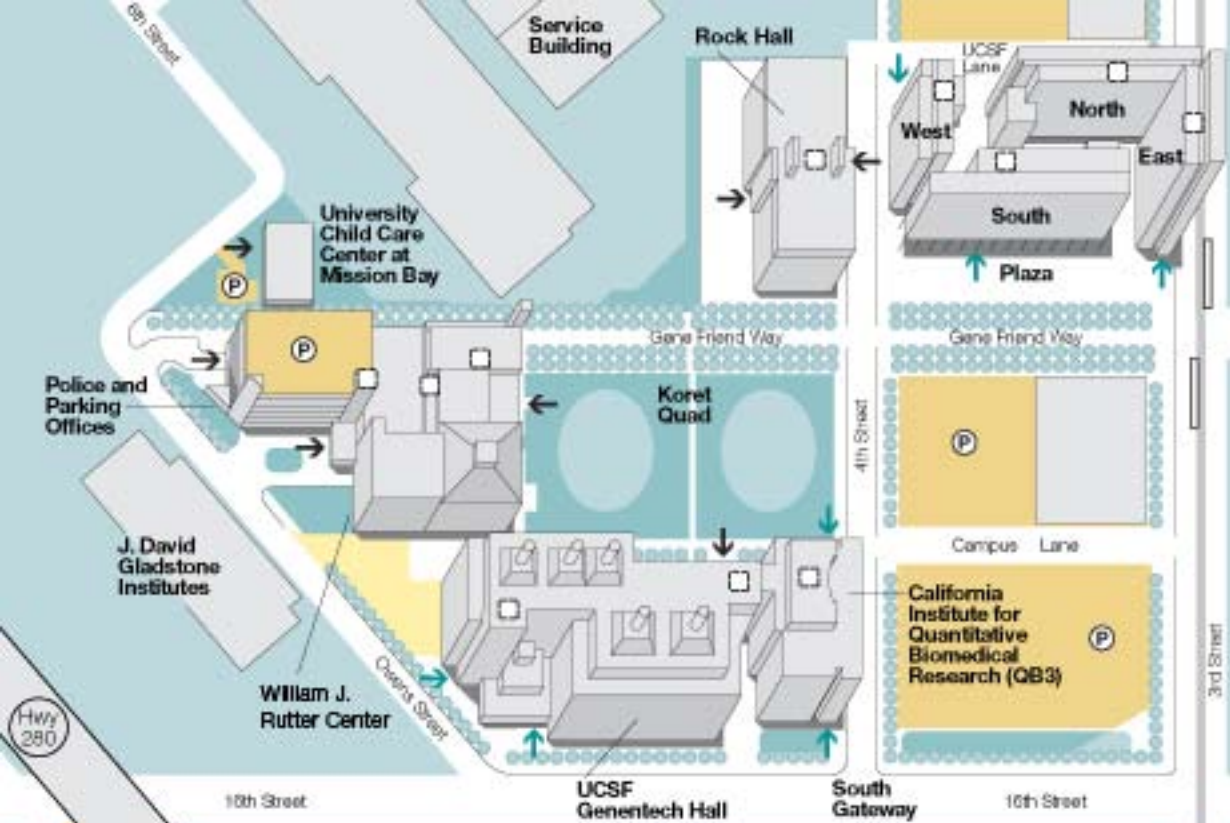 6th Street
Service
Building
Rock Hall
UCSF
Lane
North
West
East
South
University
Child Care
Center at
Mission Bay
P
Plaza
Gene Friend Way
Gene Friend Way
P
Police and
Parking
Offices
Koret
Quad
4th Street
P
J. David
Gladstone
Institutes
Campus Lane
California
Institute for
Quantitative
Biomedical
Research (QB3)
P
3rd Street
William J.
Rutter Center
Owens Street
Hwy
280
16th Street
UCSF
Genentech Hall
South
Gateway
16th Street